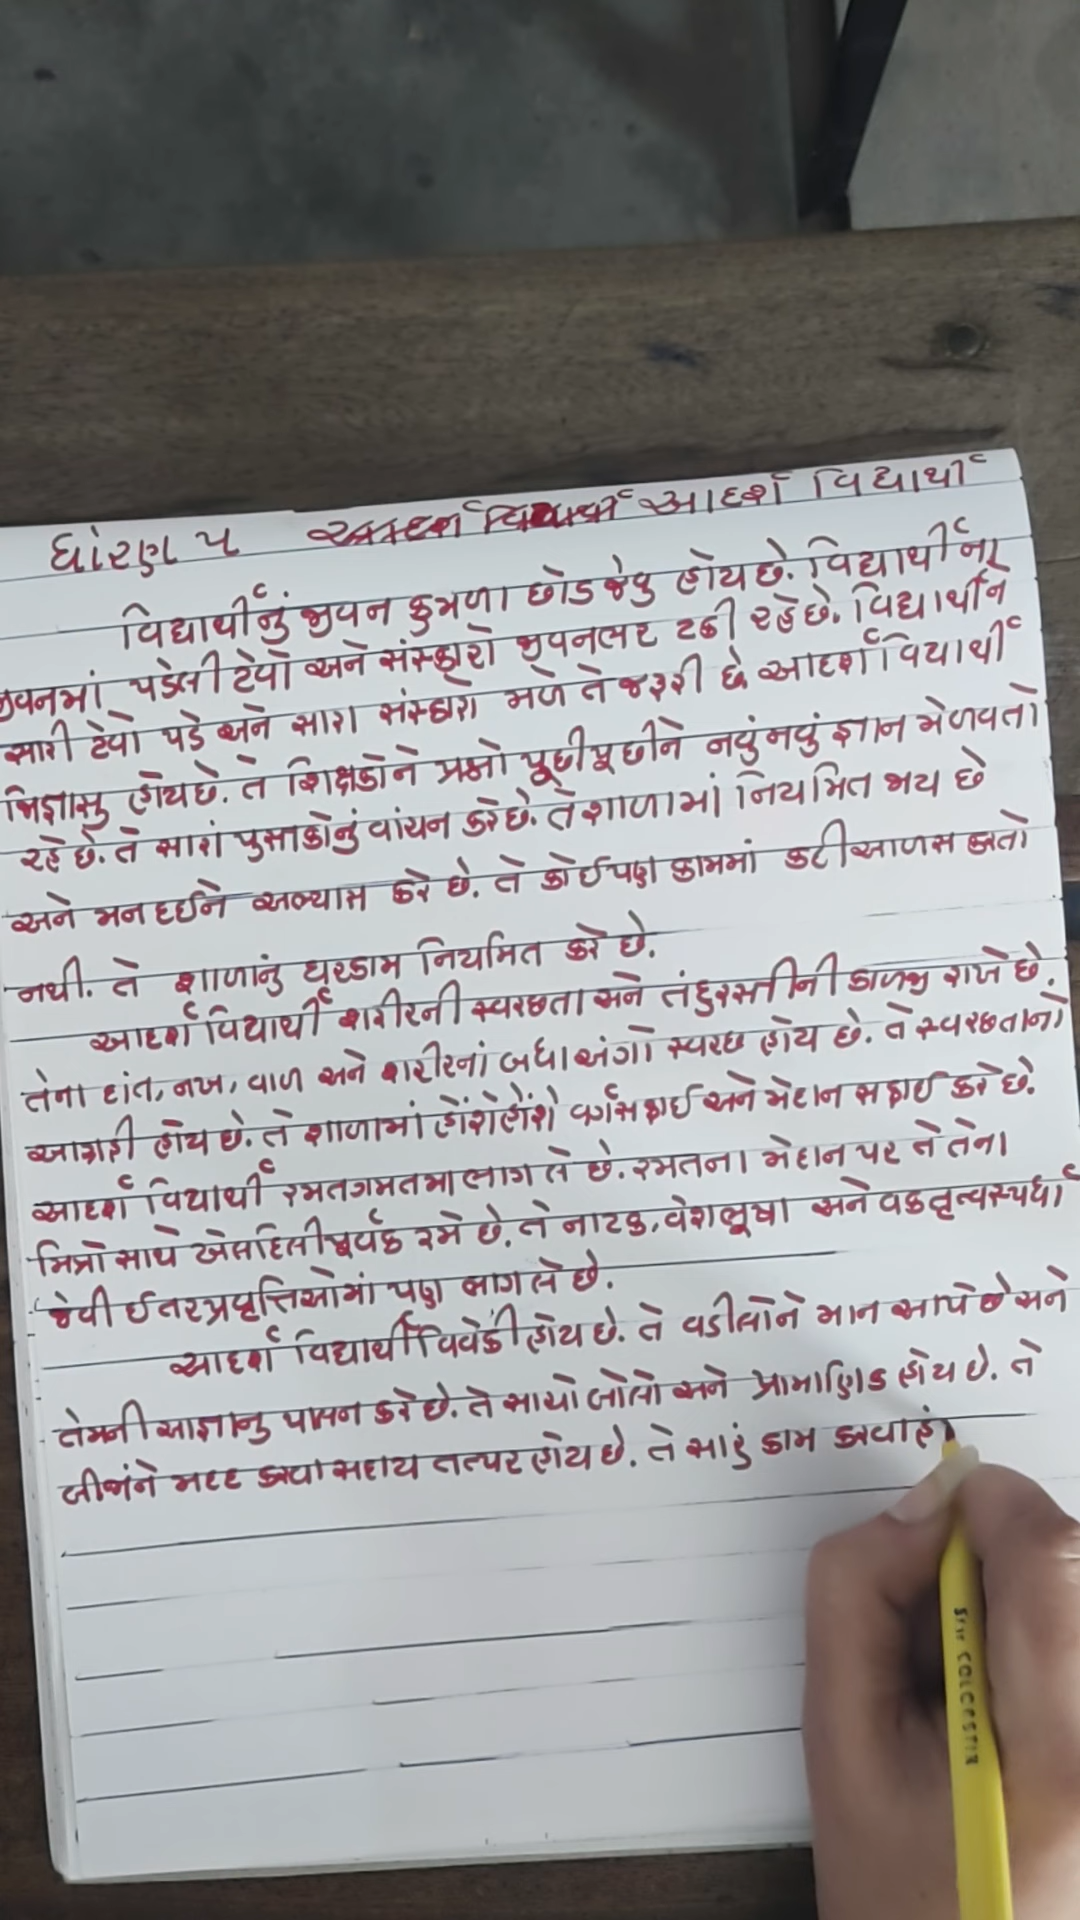 ધોરણ ૫ આદર્શ વિદ્યાર્થી
વિદ્યાર્થીનું જીવન કુમળા છોડ જેવુ હોય છે. વિદ્યાર્થીના
જીવનમાં પડેલી ટેવો અને સંસ્કારો જીવનભર ટકી રહે છે. વિદ્યાર્થીને
સારી ટેવો પડે અને સારા સંસ્કારો મળે તે જરૂરી છે આદર્શ વિદ્યાર્થી
જિજ્ઞાસુ હોય છે. તે શિક્ષકોને પ્રશ્નો પૂછીપૂછીને નવુંનવું જ્ઞાન મેળવતો
રહે છે. તે સારાં પુસ્તકોનું વાંચન કરે છે. તે શાળામાં નિયમિત જાય છે
અને મન દઈને અભ્યાસ કરે છે. તે કોઈપણ કામમાં કદી આળસ કરતો
નથી. તે શાળાનું ઘરકામ નિયમિત કરે છે.
આદર્શ વિદ્યાર્થી શરીરની સ્વચ્છતા અને તંદુરસ્તીની કાળજી રાખે છે.
તેના દાંત, નખ, વાળ અને શરીરનાં બધા અંગો સ્વચ્છ હોય છે. તે સ્વચ્છતાનો
આગ્રહી હોય છે. તે શાળામાં હોંશેહોંશે વર્ગસફાઈ અને મેદાન સફાઈ કરે છે.
આદર્શ વિદ્યાર્થી રમતગમતમા ભાગ લે છે. રમતના મેદાન પર તે તેના
મિત્રો સાથે ખેલદિલીપૂર્વક રમે છે. તે નાટક, વેશભૂષા અને વકતૃત્વસ્પર્ધા
જેવી ઈતરપ્રવૃત્તિઓમાં પણ ભાગ લે છે.
આદર્શ વિદ્યાર્થી વિવેકી હોય છે. તે વડીલોને માન આપે છે અને
તેમની આજ્ઞાનુ પાલન કરે છે. તે સાચો બોલો અને પ્રામાણિક હોય છે. તે
બીજાંને મદદ કરવા સદાય તત્પર હોય છે. તે સારું કામ કરવા
COLORSTIX